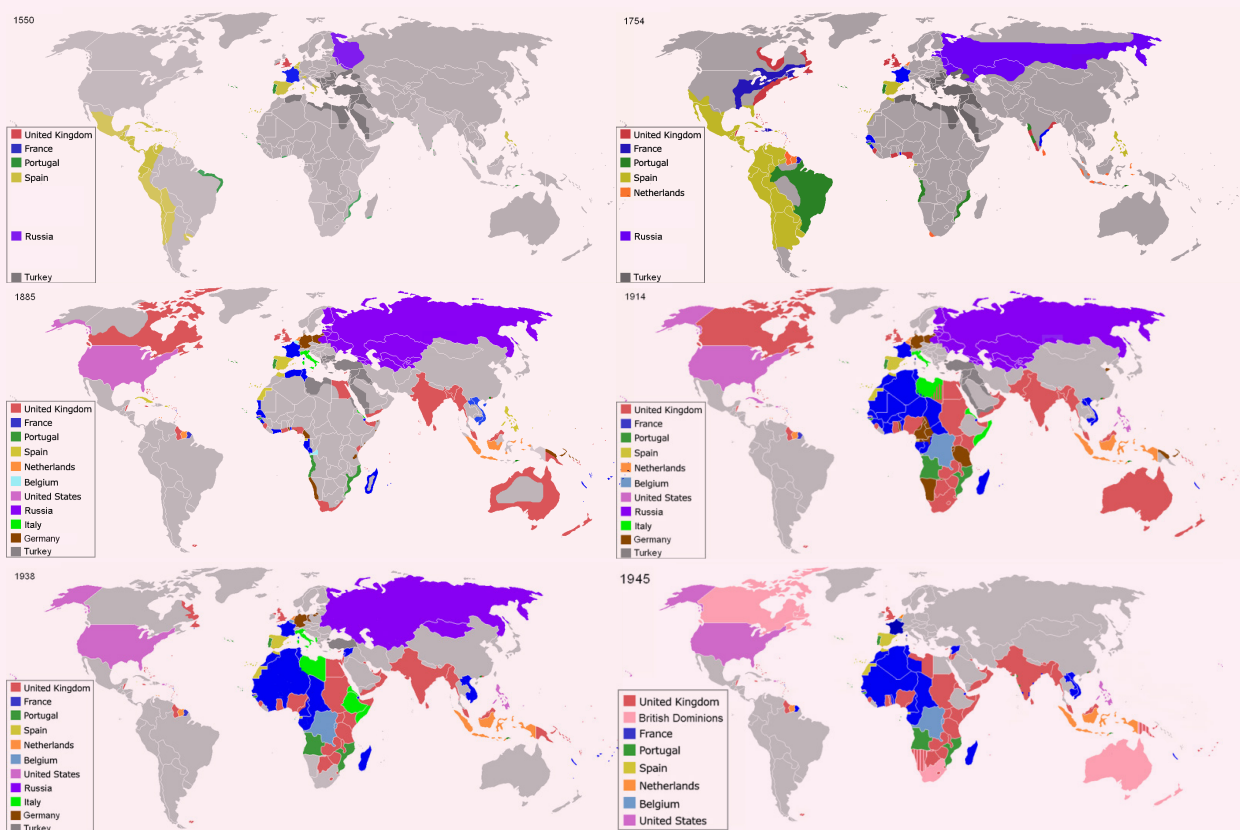 1550
United Kingdom
France
Portugal
Spain
Russia
Turkey
1754
United Kingdom
France
Portugal
Spain
Netherlands
Russia
Turkey
1885
United Kingdom
France
Portugal
Spain
Netherlands
Belgium
United States
Russia
Italy
Germany
Turkey
1914
United Kingdom
France
Portugal
Spain
Netherlands
Belgium
United States
Russia
Italy
Germany
Turkey
1938
United Kingdom
France
Portugal
Spain
Netherlands
Belgium
United States
Russia
Italy
Germany
Turkey
1945
United Kingdom
British Dominions
France
Portugal
Spain
Netherlands
Belgium
United States